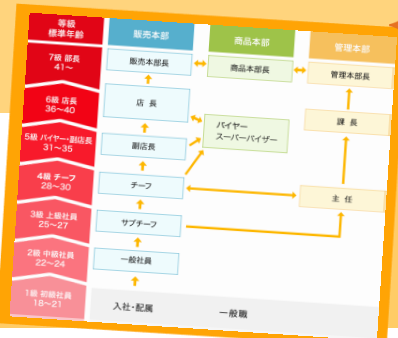 等級
標準年齢
販売本部
商品本部
管理本部
7級 部長
41〜
販売本部長
商品本部長
管理本部長
6級 店長
36〜40
店 長
バイヤー
スーパーバイザー
課 長
5級 バイヤー・副店長
31〜35
副店長
4級 チーフ
28〜30
チーフ
主 任
3級 上級社員
25〜27
サブチーフ
2級 中級社員
22〜24
一般社員
1級 初級社員
18〜21
入社・配属
一般職